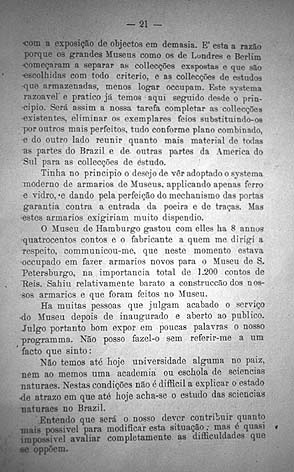 — 21 —
com a exposição de objectos em demasia. E' esta a razão
porque os grandes Museus como os de Londres e Berlim
começaram a separar as collecções expostas e que são
escolhidas com todo criterio, e as collecções de estudos
que armazenadas, menos logar occupam. Este systema
razoavel e pratico já temos aqui seguido desde o prin-
cipio. Será assim a nossa tarefa completar as collecções
existentes, eliminar os exemplares feios substituindo-os
por outros mais perfeitos, tudo conforme plano combinado,
e do outro lado reunir quanto mais material de todas
as partes do Brazil e de outras partes da America do
Sul para as collecções de éstudo.
Tinha no principio o desejo de vêr adoptado o systema
moderno de armarios de Museus, applicando apenas ferro
e vidro, e dando pela perfeição do mechanismo das portas
garantia contra a entrada da poeira e de traças. Mas
estes armarios exigiriam muito dispendio.
O Museu de Hamburgo gastou com elles ha 8 annos
quatrocentos contos e o fabricante a quem me dirigi a
respeito, communicou-me, que neste momento estava
occupado em fazer armarios novos para o Museu de S.
Petersburgo, na importancia total de 1.200 contos de
Reis. Sahiu relativamente barato a construcção dos nos-
sos armarios e que foram feitos no Museu.
Ha muitas pessoas que julgam acabado o serviço
do Museu depois de inaugurado e aberto ao publico.
Julgo portanto bom expor em poucas palavras o nosso
programma. Não posso fazel-o sem referir-me a um
facto que sinto:
Não temos até hoje universidade alguma no paiz,
nem ao menos uma academia ou eschola de sciencias
naturaes. Nestas condições não é difficil a explicar o estado
de atrazo em que até hoje acha-se o estudo das sciencias
naturaes no Brazil.
Entendo que será o nosso dever contribuir quanto
mais possivel para modificar esta situação, mas é quasi
impossivel avaliar completamente as difficuldades que
se oppõem.